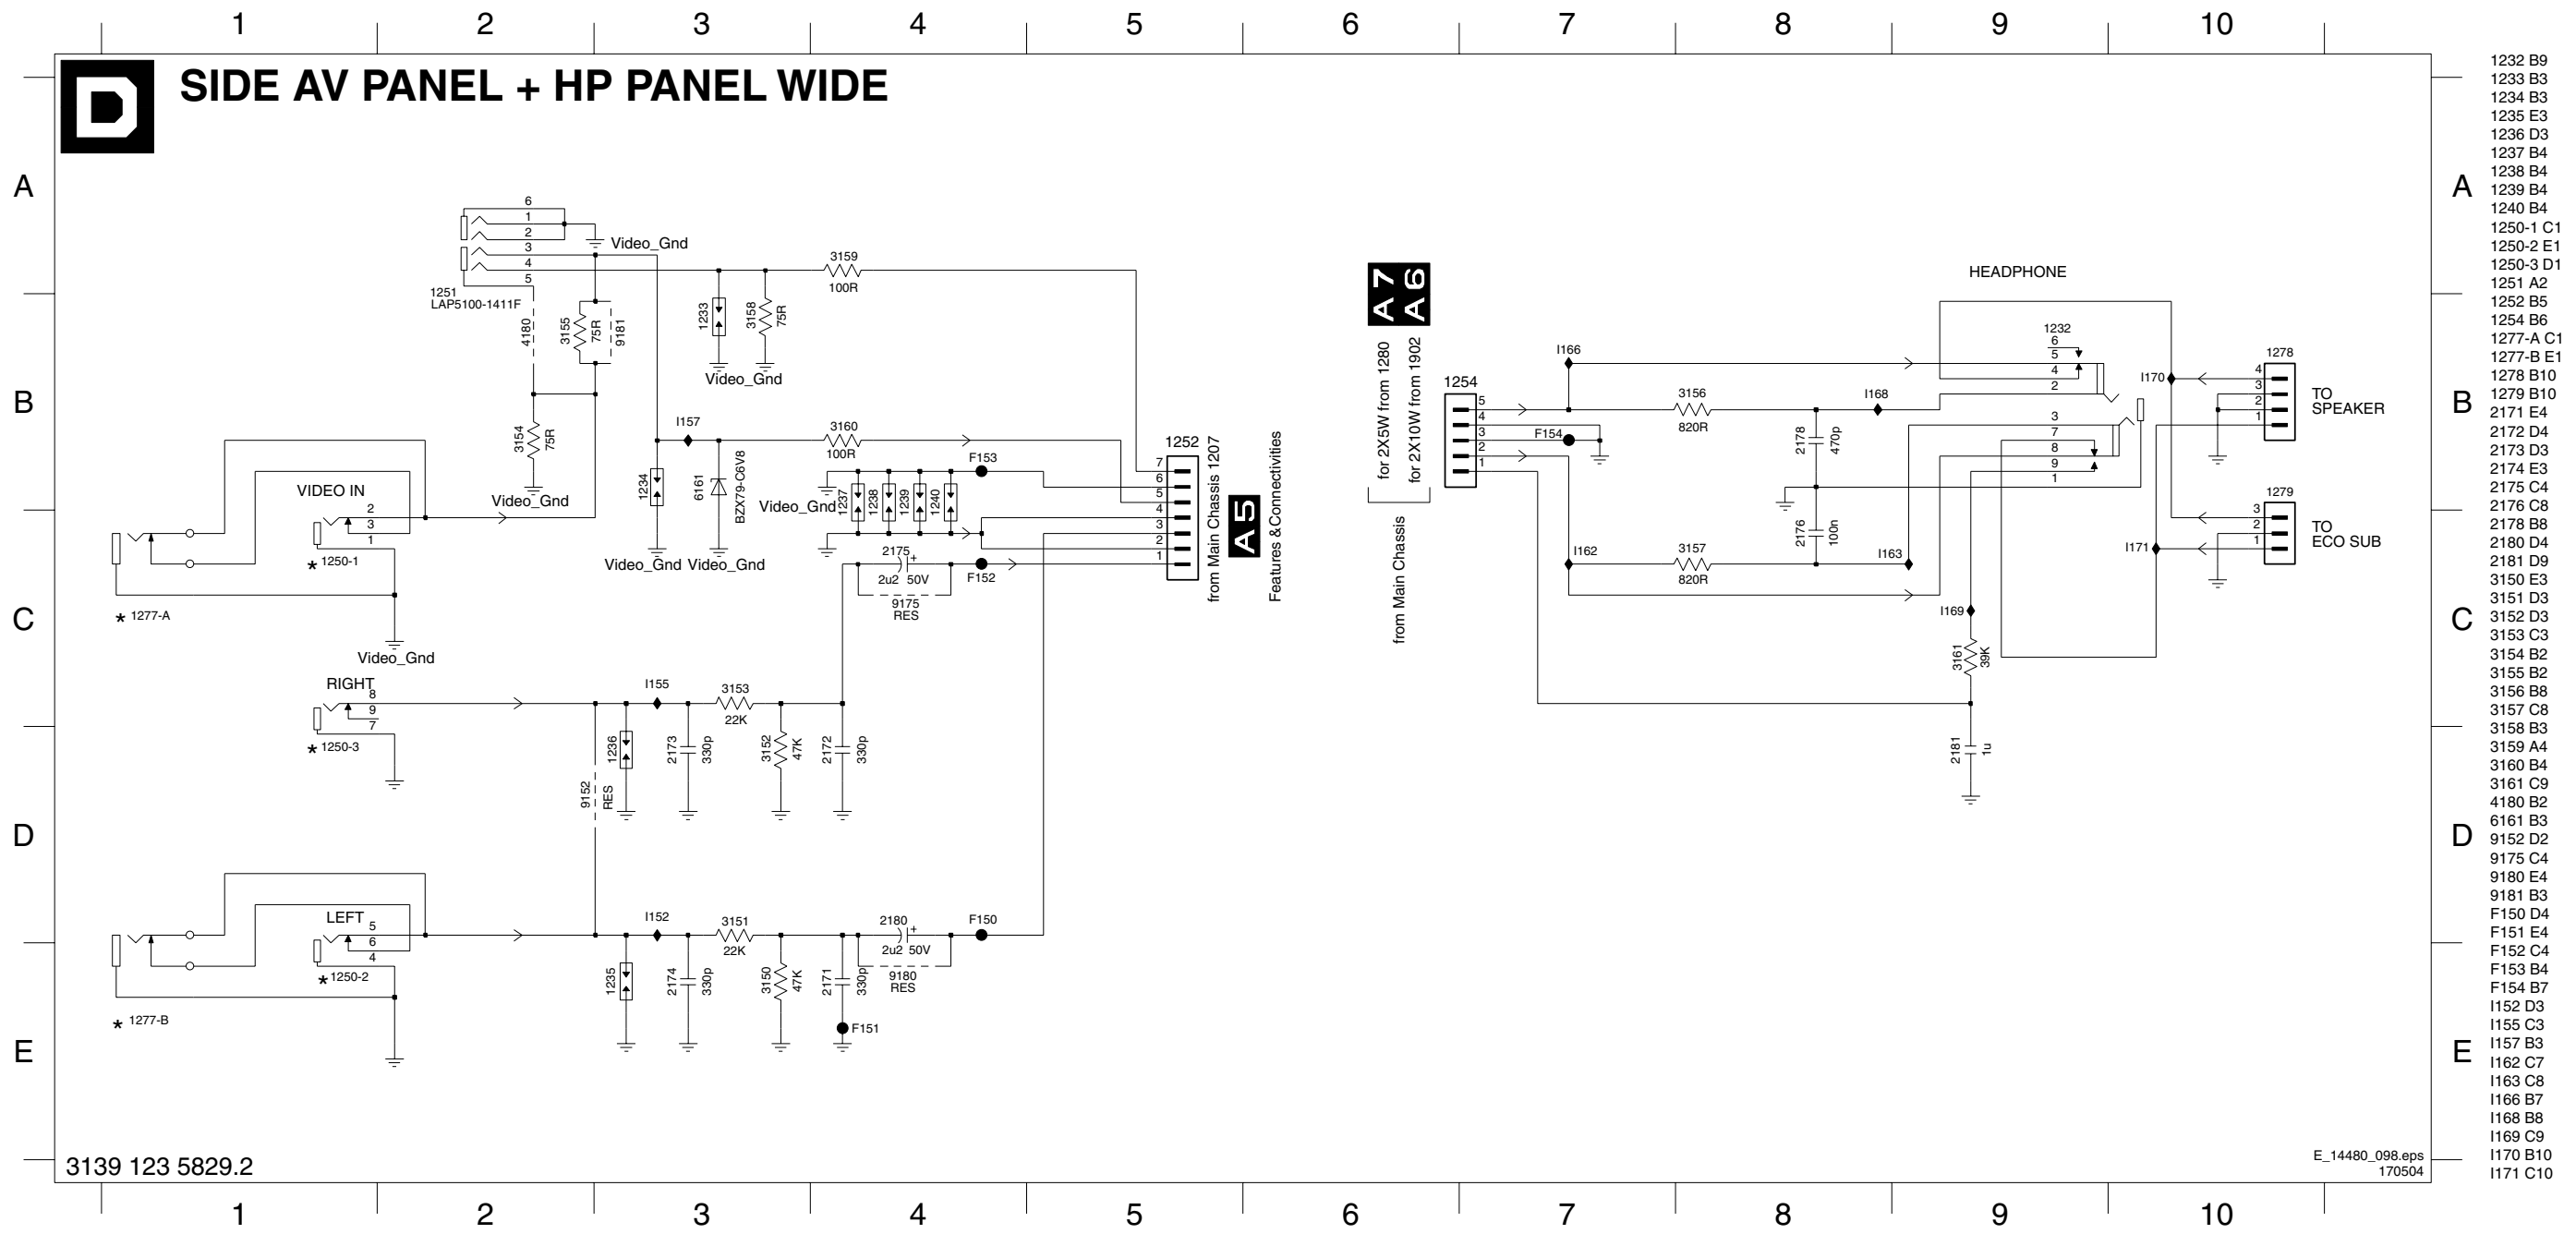 1 2 3 4 5 6 7 8 9 10
D SIDE AV PANEL + HP PANEL WIDE
A A
B B
C C
D D
E E
6
1
2
3
4
5
Video_Gnd
1251
LAP5100-1411F
4180
3155
75R
9181
3159
100R
1233
3158
75R
Video_Gnd
3154
75R
Video_Gnd
I157
3160
100R
F153
1234
6161
BZX79-C6V8
Video_Gnd
1237
1238
1239
1240
Video_Gnd Video_Gnd
2175
+
2u2 50V
F152
9175
RES
1252
7
6
5
4
3
2
1
from Main Chassis 1207
A5
Features & Connectivities
VIDEO IN
2
3
1
* 1250-1
* 1277-A
Video_Gnd
RIGHT
8
9
7
* 1250-3
I155
3153
22K
1236
2173
330p
3152
47K
2172
330p
9152
RES
LEFT
5
6
4
* 1250-2
* 1277-B
I152
3151
22K
2180
+
2u2 50V
F150
9180
RES
1235
2174
330p
3150
47K
2171
330p
F151
A7
A6
for 2X5W from 1280
for 2X10W from 1902
from Main Chassis
1254
5
4
3
2
1
I166
F154
3156
820R
I168
2178
470p
2176
100n
I162
3157
820R
I163
I169
3161
39K
2181
1u
HEADPHONE
1232
6
5
4
2
3
7
8
9
1
I170
I171
1278
4
3
2
1
TO
SPEAKER
1279
3
2
1
TO
ECO SUB
3139 123 5829.2
E_14480_098.eps
170504
1 2 3 4 5 6 7 8 9 10
1232 B9
1233 B3
1234 B3
1235 E3
1236 D3
1237 B4
1238 B4
1239 B4
1240 B4
1250-1 C1
1250-2 E1
1250-3 D1
1251 A2
1252 B5
1254 B6
1277-A C1
1277-B E1
1278 B10
1279 B10
2171 E4
2172 D4
2173 D3
2174 E3
2175 C4
2176 C8
2178 B8
2180 D4
2181 D9
3150 E3
3151 D3
3152 D3
3153 C3
3154 B2
3155 B2
3156 B8
3157 C8
3158 B3
3159 A4
3160 B4
3161 C9
4180 B2
6161 B3
9152 D2
9175 C4
9180 E4
9181 B3
F150 D4
F151 E4
F152 C4
F153 B4
F154 B7
I152 D3
I155 C3
I157 B3
I162 C7
I163 C8
I166 B7
I168 B8
I169 C9
I170 B10
I171 C10